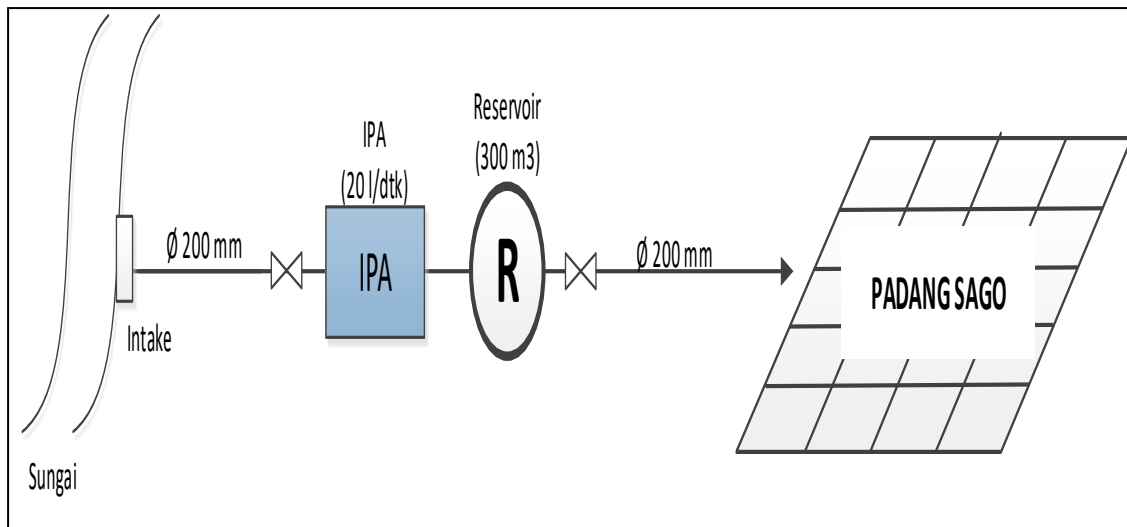 Sungai
Intake
Ø 200 mm
IPA
(20 l/dtk)
IPA
Reservoir
(300 m3)
R
Ø 200 mm
PADANG SAGO